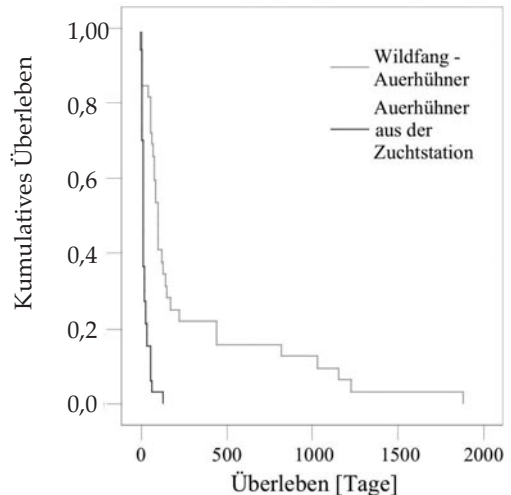 1,00
0,8
0,6
0,4
0,2
0,0
Kumulatives Überleben
Wildfang -
Auerhühner
Auerhühner
aus der
Zuchtstation
0 500 1000 1500 2000
Überleben [Tage]